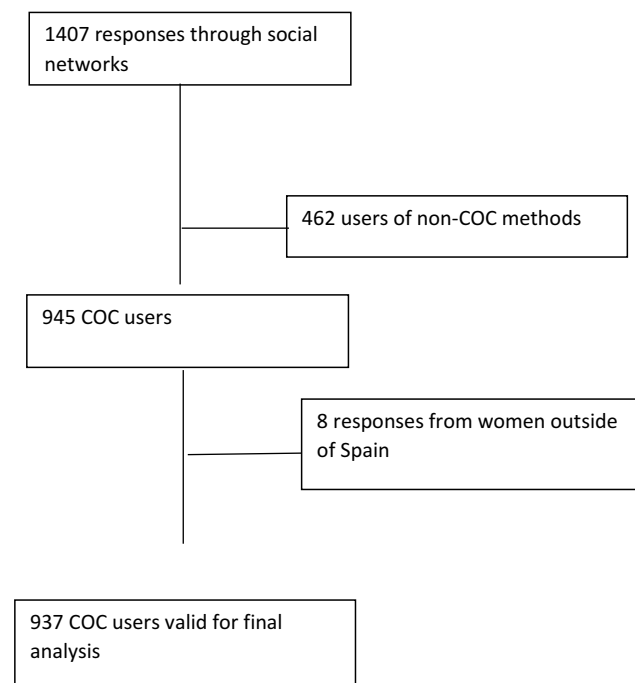 1407 responses through social
networks
462 users of non-COC methods
945 COC users
8 responses from women outside
of Spain
937 COC users valid for final
analysis